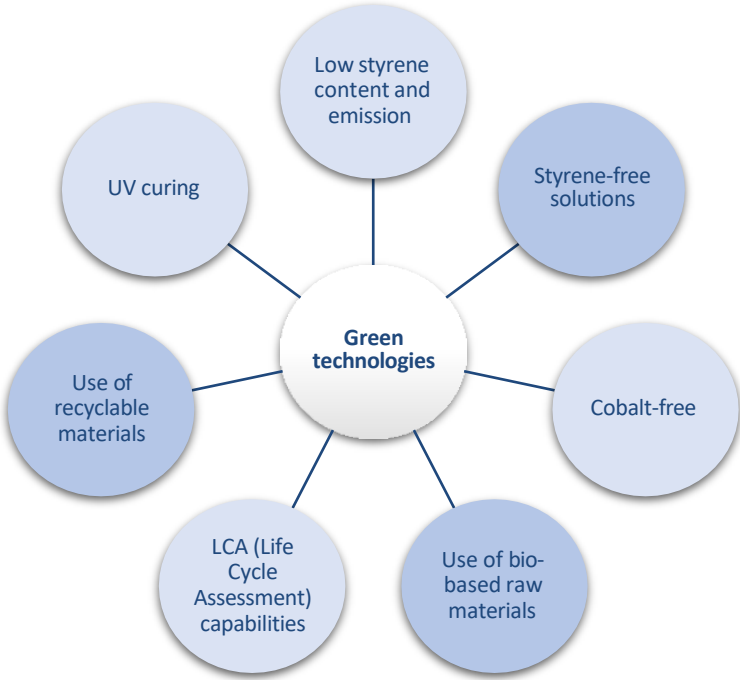 Low styrene
content and
emission
Styrene-free
solutions
Cobalt-free
Use of bio-
based raw
materials
LCA (Life
Cycle
Assessment)
capabilities
Use of
recyclable
materials
UV curing
Green
technologies